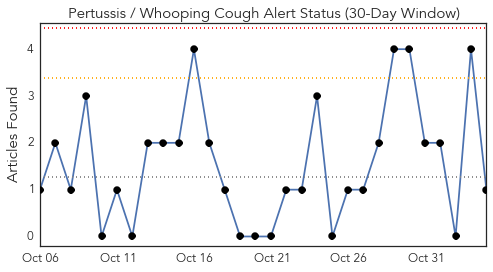 Pertussis / Whooping Cough Alert Status (30-Day Window)
Articles Found
4
3
2
1
0
Oct 06 Oct 11 Oct 16 Oct 21 Oct 26 Oct 31